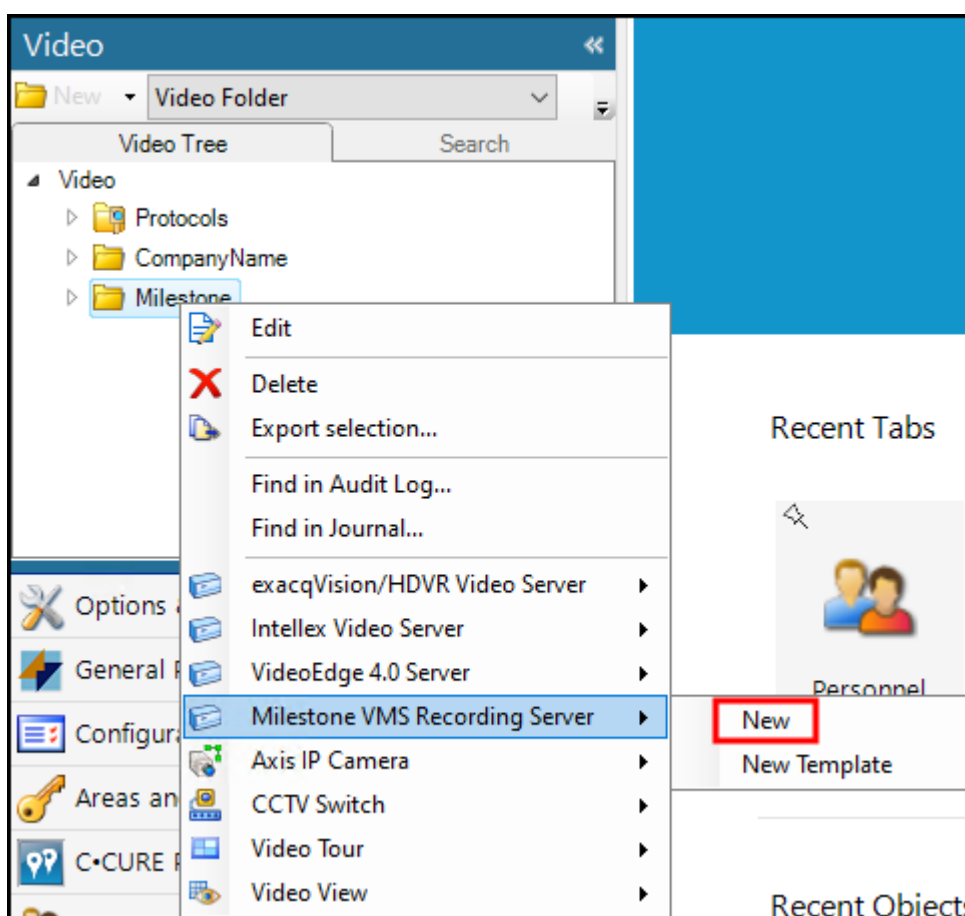 Video
New
Video Folder
Video Tree
Search
Video
Protocols
CompanyName
Milestone
Edit
Delete
Export selection...
Find in Audit Log...
Find in Journal...
exacqVision/HDVR Video Server
Intellex Video Server
VideoEdge 4.0 Server
Milestone VMS Recording Server
Axis IP Camera
CCTV Switch
Video Tour
Video View
New
New Template
Options
General
Areas an
C•CURE
Recent Tabs
Personnel
Recent Objects